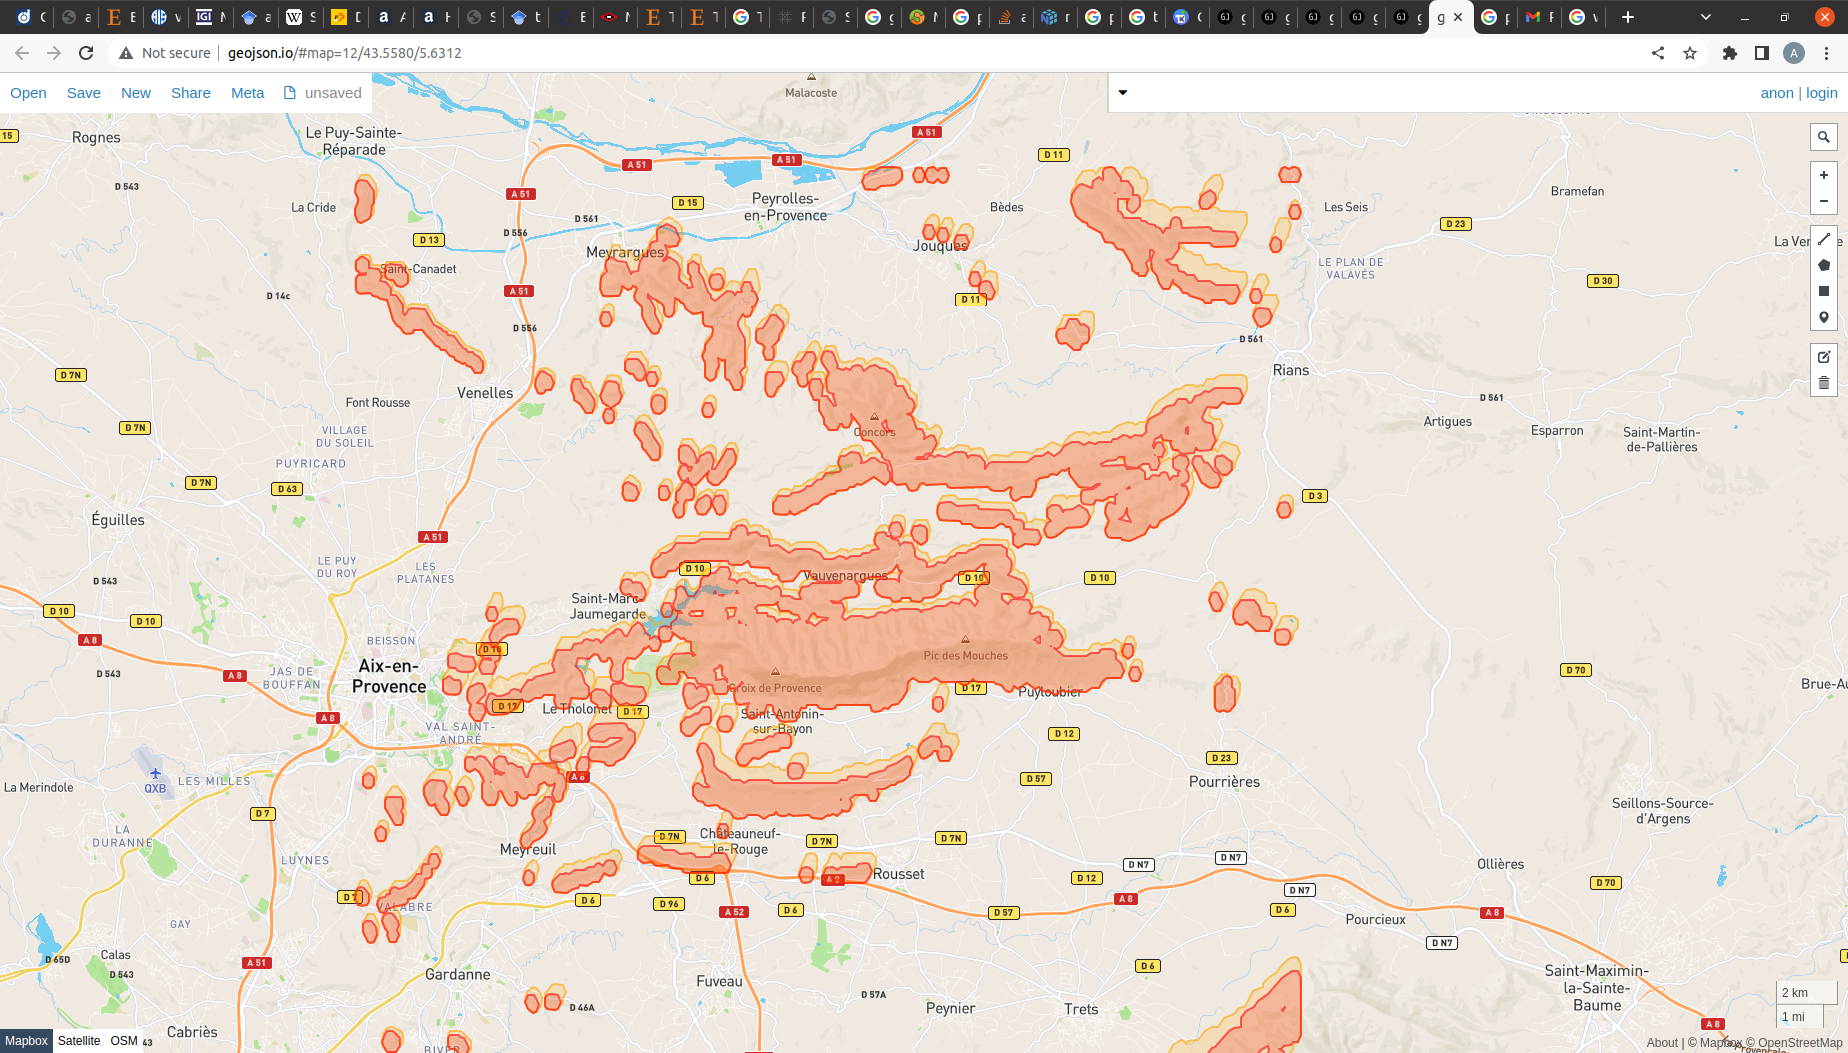 Not secure
geojson.io/#map=12/43.5580/5.6312
A
Open
Save
New
Share
Meta
unsaved
anon | login
Malacoste
15
Rognes
Le Puy-Sainte-
Réparade
A 51
A 51
A 51
D 11
D 543
La Cride
A 51
D 15
D 561
Peyrolles-
en-Provence
Bèdes
Les Seis
Bramefan
D 23
D 13
D 556
Meyrargues
Jouques
LE PLAN DE
VALAVÈS
Saint-Canadet
D 14c
A 51
D 11
D 30
D 556
D 561
Rians
D 7N
Venelles
Font Rousse
D 561
Artigues
Esparron
Saint-Martin-
de-Pallières
D 7N
VILLAGE
DU SOLEIL
Concors
PUYRICARD
D 7N
D 63
D 3
Éguilles
A 51
LE PUY
DU ROY
LES
PLATANES
D 10
Vauvenargues
D 10
D 10
D 543
D 10
D 10
Saint-Marc-
Jaumegarde
A 8
BEISSON
D 10
Aix-en-
Provence
Pic des Mouches
D 543
A 8
JAS DE
BOUFFAN
D 70
Brue-Au
Croix de Provence
D 17
Puyloubier
D 17
Le Tholonet
D 17
A 8
VAL SAINT-
ANDRÉ
Saint-Antonin-
sur-Bayon
D 12
D 23
QXB
LES MILLES
A 8
D 57
Pourrières
La Merindole
D 7
Seillons-Source-
d'Argens
LA
DURANNE
D 7N
Châteauneuf-
le-Rouge
D 7N
D 7N
LUYNES
Meyreuil
D N7
D N7
Ollières
D 6
Rousset
D 12
D 70
D N7
D 7
VALABRE
D 6
D 96
A 52
D 6
D 57
A 8
D 6
A 8
GAY
Pourcieux
D N7
Calas
D 65D
D 543
A 51
Gardanne
Fuveau
D 6
Saint-Maximin-
la-Sainte-
Baume
D 46A
D 57A
Peynier
Trets
2 km
1 mi
Cabriès
A 8
Mapbox
Satellite
OSM
43
About | © Mapbox © OpenStreetMap